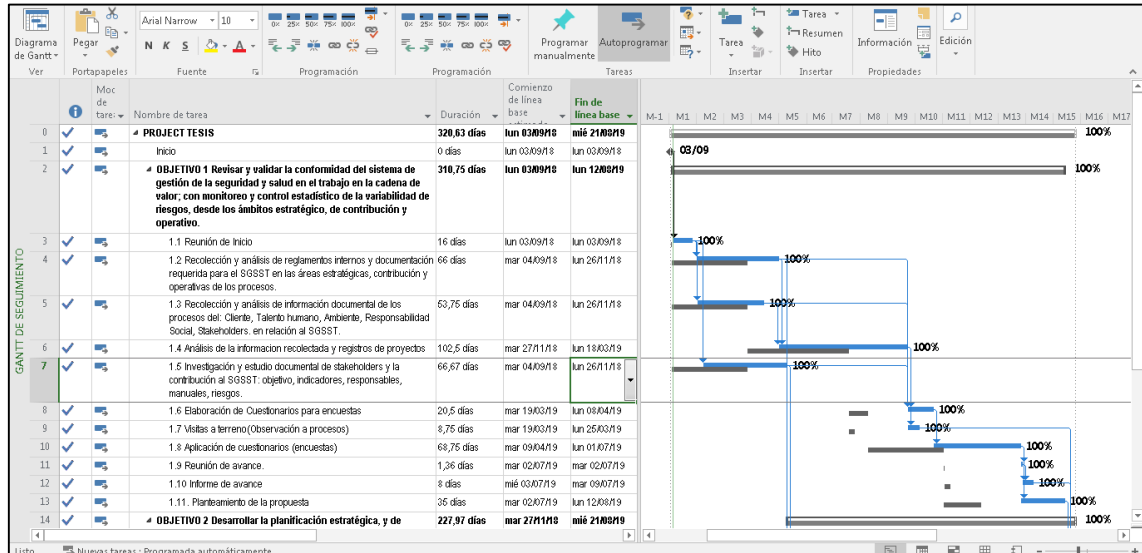 Arial Narrow 10
0% 25% 50% 75% 100%
0% 25% 50% 75% 100%
Tarea
Resumen
Hito
Diagrama de Gantt
Pegar
N K S
Programar manualmente
Autoprogramar
Tarea
Información
Edición
Ver
Portapapeles
Fuente
Programación
Programación
Tareas
Insertar
Insertar
Propiedades
Moc de tare:
Nombre de tarea
Duración
Comienzo de línea base
Fin de línea base
M-1 M1 M2 M3 M4 M5 M6 M7 M8 M9 M10 M11 M12 M13 M14 M15 M16 M17
GANTT DE SEGUIMIENTO
0 PROJECT TESIS 320,63 días lun 03/09/18 mié 21/08/19 100%
1 Inicio 0 días lun 03/09/18 lun 03/09/18 03/09
2 OBJETIVO 1 Revisar y validar la conformidad del sistema de 310,75 días lun 03/09/18 lun 12/08/19 100%
gestión de la seguridad y salud en el trabajo en la cadena de
valor; con monitoreo y control estadístico de la variabilidad de
riesgos, desde los ámbitos estratégico, de contribución y
operativo.
3 1.1 Reunión de Inicio 16 días lun 03/09/18 lun 03/09/18 100%
4 1.2 Recolección y análisis de reglamentos internos y documentación 66 días mar 04/09/18 lun 26/11/18 100%
requerida para el SGSST en las áreas estratégicas, contribución y
operativas de los procesos.
5 1.3 Recolección y análisis de información documental de los 53,75 días mar 04/09/18 lun 26/11/18 100%
procesos del: Cliente, Talento humano, Ambiente, Responsabilidad
Social, Stakeholders. en relación al SGSST.
6 1.4 Análisis de la informacion recolectada y registros de proyectos 102,5 días mar 27/11/18 lun 18/03/19 100%
7 1.5 Investigación y estudio documental de stakeholders y la 66,67 días mar 04/09/18 lun 26/11/18 100%
contribución al SGSST: objetivo, indicadores, responsables,
manuales, riesgos.
8 1.6 Elaboración de Cuestionarios para encuestas 20,5 días mar 19/03/19 lun 08/04/19 100%
9 1.7 Visitas a terreno(Observación a procesos) 8,75 días mar 19/03/19 lun 25/03/19 100%
10 1.8 Aplicación de cuestionarios (encuestas) 68,75 días mar 09/04/19 lun 01/07/19 100%
11 1.9 Reunión de avance. 1,36 días mar 02/07/19 mar 02/07/19 100%
12 1.10 Informe de avance 8 días mié 03/07/19 mar 09/07/19 100%
13 1.11. Planteamiento de la propuesta 35 días mar 02/07/19 lun 12/08/19 100%
14 OBJETIVO 2 Desarrollar la planificación estratégica, y de 227,97 días mar 27/11/18 mié 21/08/19 100%
Listo Nuevas tareas : Programada automáticamente